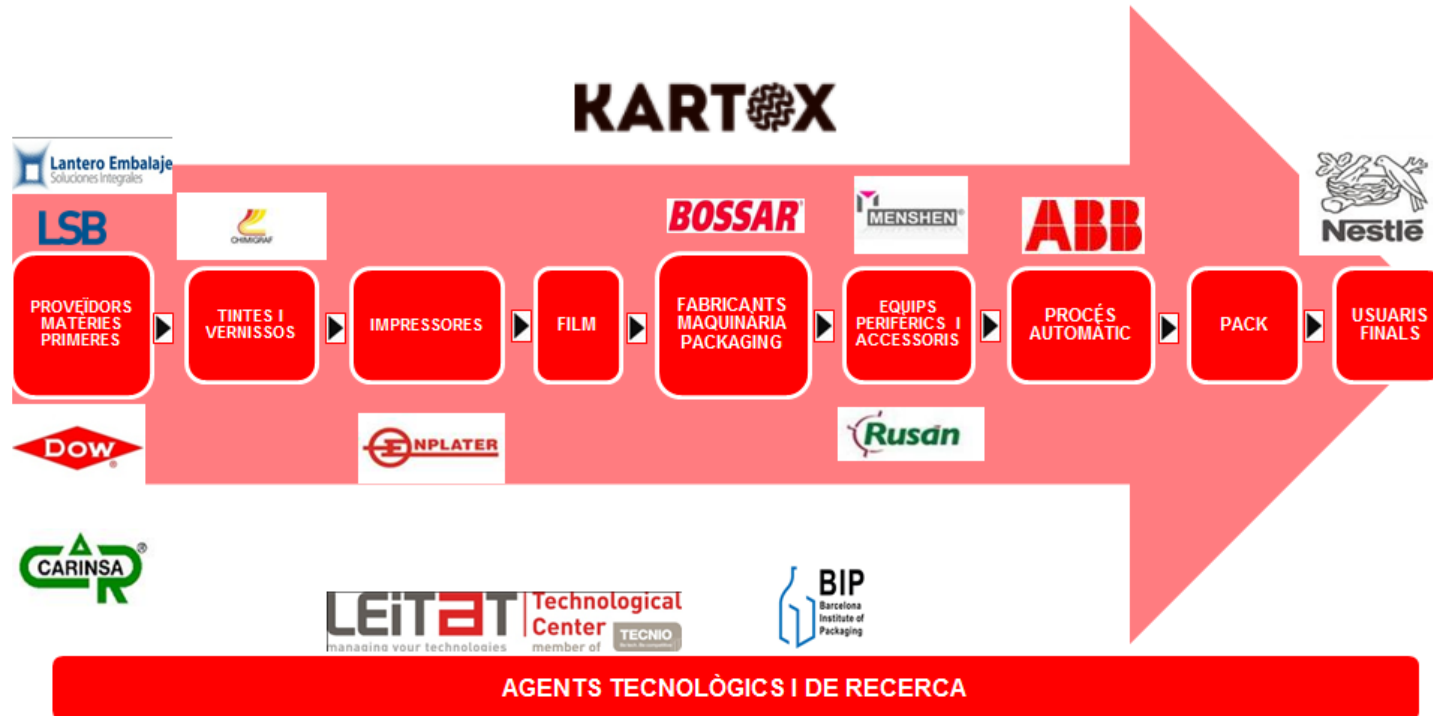 KARTOX
Lantero Embalaje
Soluciones Integrales
LSB
CHIMIGRAF
BOSSAR
MENSHEN®
ABB
Nestlé
PROVEÏDORS
MATÈRIES
PRIMERES
TINTES I
VERNISSOS
IMPRESSORES
FILM
FABRICANTS
MAQUINÀRIA
PACKAGING
EQUIPS
PERIFÈRICS I
ACCESSORIS
PROCÉS
AUTOMÀTIC
PACK
USUARIS
FINALS
DOW®
ENPLATER
Rusán
CARINSA®
LEITAT
managing your technologies
Technological
Center
member of TECNIO
BIP
Barcelona
Institute of
Packaging
AGENTS TECNOLÒGICS I DE RECERCA